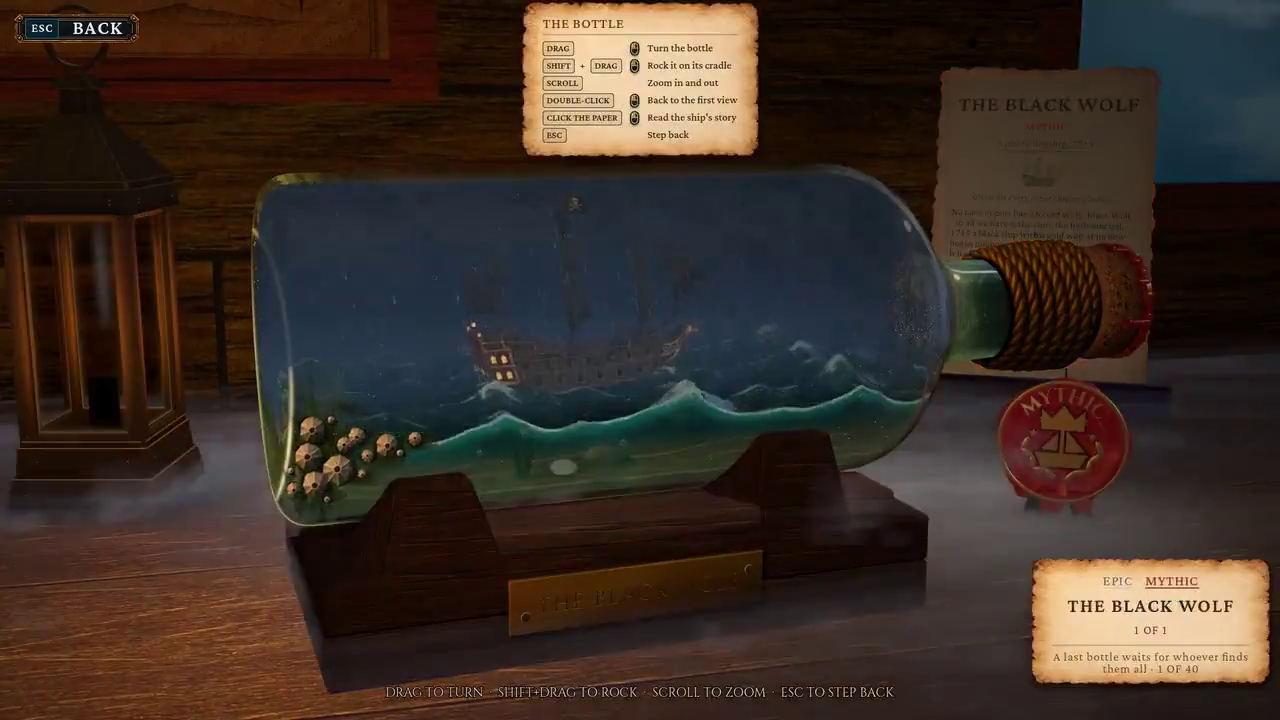 ESC BACK
THE BOTTLE
DRAG Turn the bottle
SHIFT + DRAG Rock it on its cradle
SCROLL Zoom in and out
DOUBLE-CLICK Back to the first view
CLICK THE PAPER Read the ship's story
ESC Step back
THE BLACK WOLF
MYTHIC
MYTHIC
THE BLACK
EPIC MYTHIC
THE BLACK WOLF
1 OF 1
A last bottle waits for whoever finds
them all · 1 OF 40
DRAG TO TURN · SHIFT+DRAG TO ROCK · SCROLL TO ZOOM · ESC TO STEP BACK